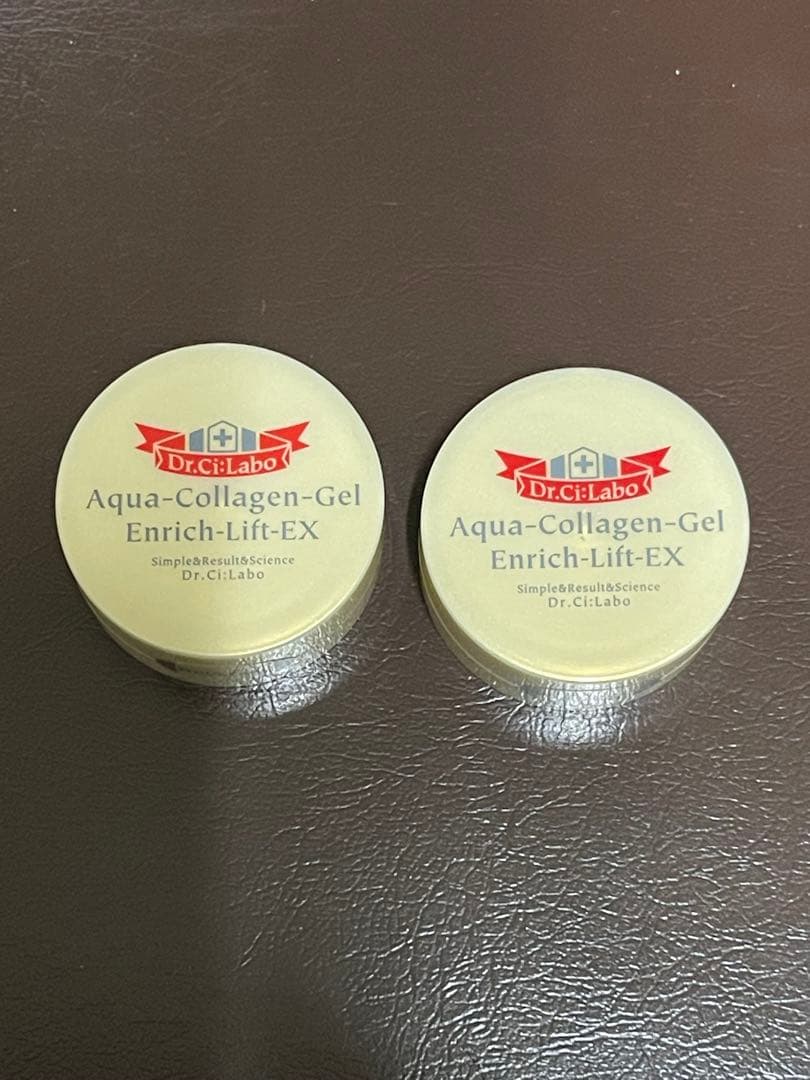 Dr.Ci:Labo
Aqua-Collagen-Gel
Enrich-Lift-EX
Simple&Result&Science
Dr.Ci:Labo
Dr.Ci:Labo
Aqua-Collagen-Gel
Enrich-Lift-EX
Simple&Result&Science
Dr.Ci:Labo